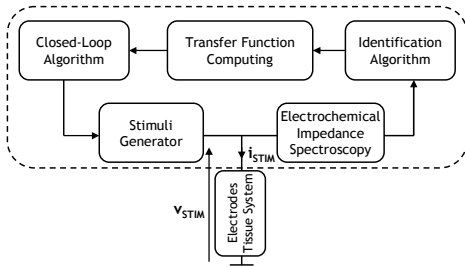 Closed-Loop
Algorithm
Transfer Function
Computing
Identification
Algorithm
Stimuli
Generator
Electrochemical
Impedance
Spectroscopy
iSTIM
vSTIM
Electrodes
Tissue System